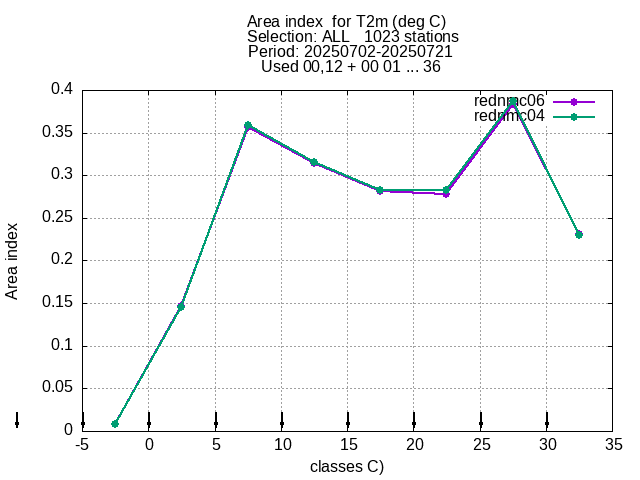 Area index  for T2m (deg C)
Selection: ALL   1023 stations
Period: 20250702-20250721
Used 00,12 + 00 01 ... 36
rednmc06
rednmc04
0.4
0.35
0.3
0.25
0.2
0.15
0.1
0.05
0
Area index
-5 0 5 10 15 20 25 30 35
classes C)